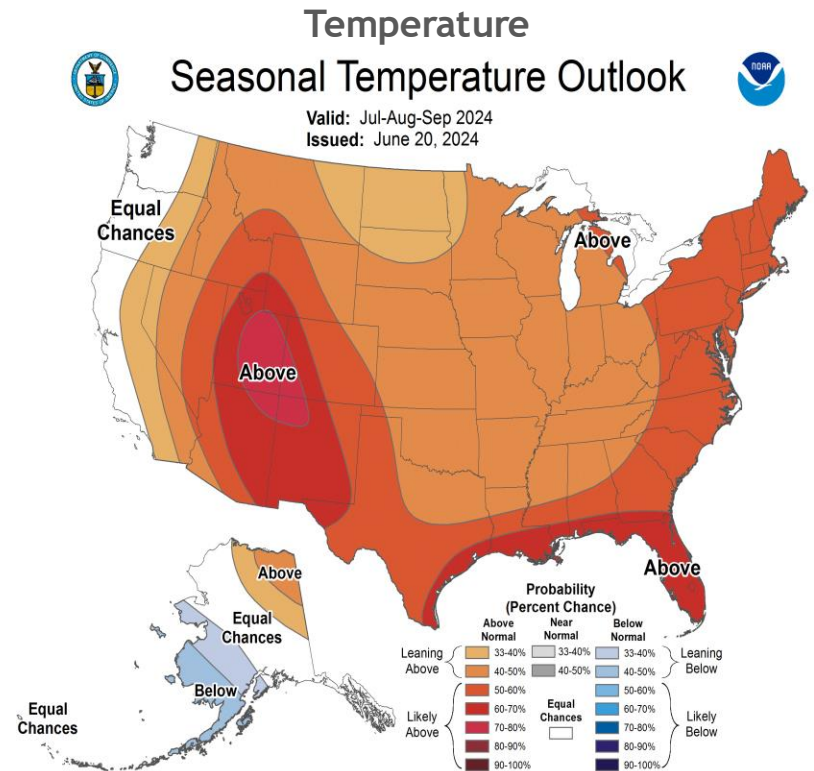 Temperature
Seasonal Temperature Outlook
NOAA
Valid: Jul-Aug-Sep 2024
Issued: June 20, 2024
Equal
Chances
Above
Above
Above
Above
Equal
Chances
Below
Equal
Chances
Probability
(Percent Chance)
Above
Normal
Near
Normal
Below
Normal
Leaning
Above
33-40%
40-50%
33-40%
40-50%
33-40%
40-50%
Leaning
Below
Likely
Above
50-60%
60-70%
70-80%
80-90%
90-100%
Equal
Chances
50-60%
60-70%
70-80%
80-90%
90-100%
Likely
Below